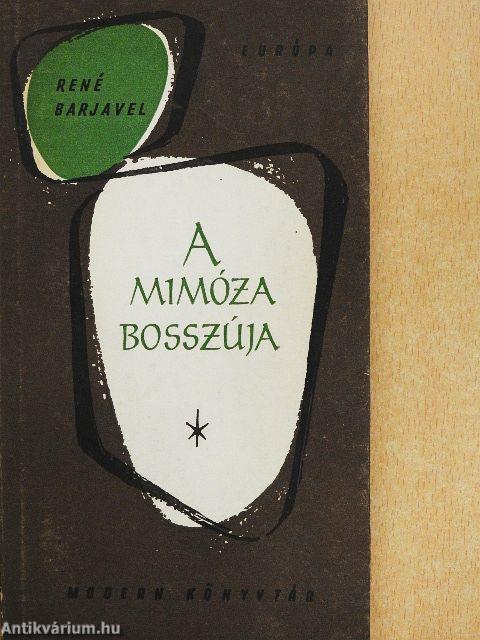 EURÓPA
RENÉ
BARJAVEL
A
MIMÓZA
BOSSZÚJA
MODERN KÖNYVTÁR
Antikvárium.hu